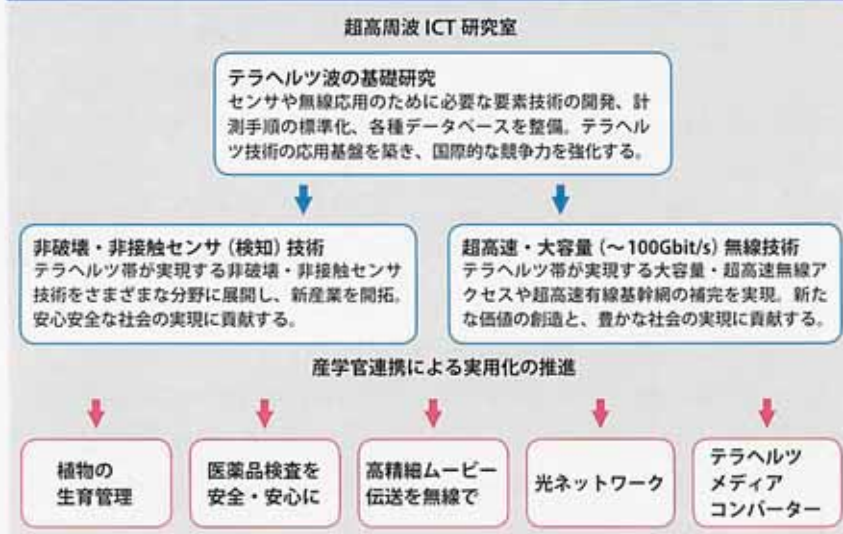 超高周波 ICT 研究室
テラヘルツ波の基礎研究
センサや無線応用のために必要な要素技術の開発、計
測手順の標準化、各種データベースを整備。テラヘル
ツ技術の応用基盤を築き、国際的な競争力を強化する。
非破壊・非接触センサ（検知）技術
テラヘルツ帯が実現する非破壊・非接触センサ
技術をさまざまな分野に展開し、新産業を開拓。
安心安全な社会の実現に貢献する。
超高速・大容量（～100Gbit/s）無線技術
テラヘルツ帯が実現する大容量・超高速無線ア
クセスや超高速有線基幹網の補完を実現。新た
な価値の創造と、豊かな社会の実現に貢献する。
産学官連携による実用化の推進
植物の
生育管理
医薬品検査を
安全・安心に
高精細ムービー
伝送を無線で
光ネットワーク
テラヘルツ
メディア
コンバーター